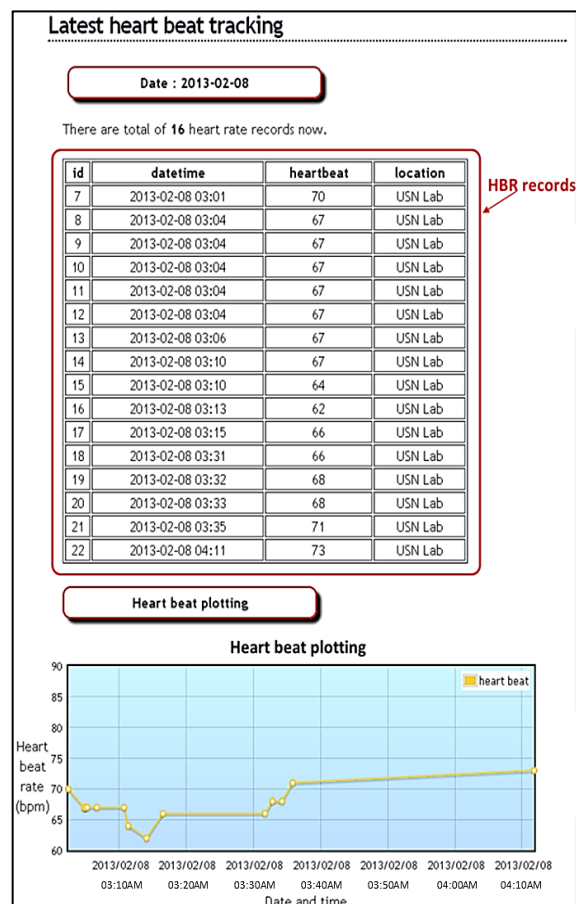 Latest heart beat tracking
Date : 2013-02-08
There are total of 16 heart rate records now.
id datetime heartbeat location
7 2013-02-08 03:01 70 USN Lab
8 2013-02-08 03:04 67 USN Lab
9 2013-02-08 03:04 67 USN Lab
10 2013-02-08 03:04 67 USN Lab
11 2013-02-08 03:04 67 USN Lab
12 2013-02-08 03:04 67 USN Lab
13 2013-02-08 03:06 67 USN Lab
14 2013-02-08 03:10 67 USN Lab
15 2013-02-08 03:10 64 USN Lab
16 2013-02-08 03:13 62 USN Lab
17 2013-02-08 03:15 66 USN Lab
18 2013-02-08 03:31 66 USN Lab
19 2013-02-08 03:32 68 USN Lab
20 2013-02-08 03:33 68 USN Lab
21 2013-02-08 03:35 71 USN Lab
22 2013-02-08 04:11 73 USN Lab
HBR records
Heart beat plotting
Heart beat plotting
heart beat
90
85
80
75
70
65
60
Heart
beat
rate
(bpm)
2013/02/08 2013/02/08 2013/02/08 2013/02/08 2013/02/08 2013/02/08 2013/02/08
03:10AM 03:20AM 03:30AM 03:40AM 03:50AM 04:00AM 04:10AM
Date and time